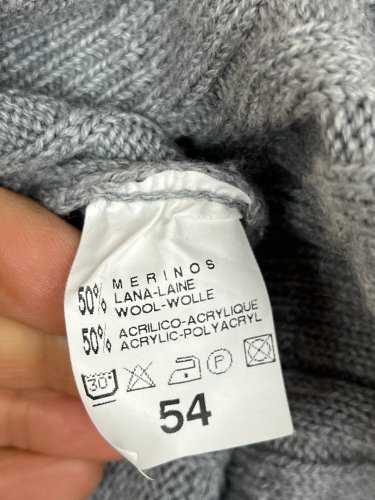 50% MERINOS
LANA-LAINE
WOOL-WOLLE
50% ACRILICO-ACRYLIQUE
ACRYLIC-POLYACRYL
30° P
54